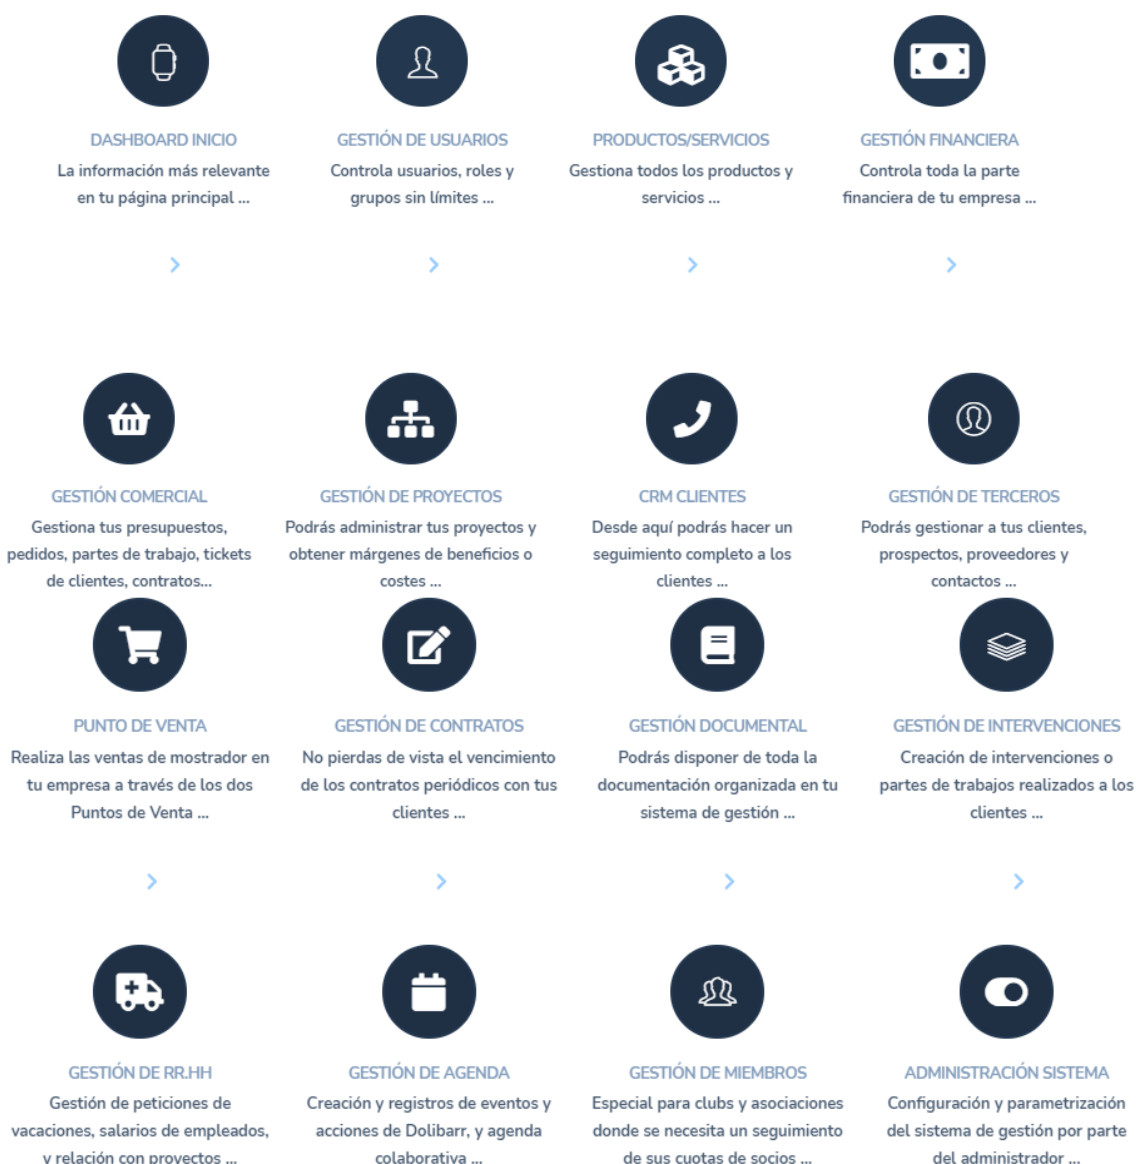 DASHBOARD INICIO
La información más relevante
en tu página principal ...
GESTIÓN DE USUARIOS
Controla usuarios, roles y
grupos sin límites ...
PRODUCTOS/SERVICIOS
Gestiona todos los productos y
servicios ...
GESTIÓN FINANCIERA
Controla toda la parte
financiera de tu empresa ...
GESTIÓN COMERCIAL
Gestiona tus presupuestos,
pedidos, partes de trabajo, tickets
de clientes, contratos...
GESTIÓN DE PROYECTOS
Podrás administrar tus proyectos y
obtener márgenes de beneficios o
costes ...
CRM CLIENTES
Desde aquí podrás hacer un
seguimiento completo a los
clientes ...
GESTIÓN DE TERCEROS
Podrás gestionar a tus clientes,
prospectos, proveedores y
contactos ...
PUNTO DE VENTA
Realiza las ventas de mostrador en
tu empresa a través de los dos
Puntos de Venta ...
GESTIÓN DE CONTRATOS
No pierdas de vista el vencimiento
de los contratos periódicos con tus
clientes ...
GESTIÓN DOCUMENTAL
Podrás disponer de toda la
documentación organizada en tu
sistema de gestión ...
GESTIÓN DE INTERVENCIONES
Creación de intervenciones o
partes de trabajos realizados a los
clientes ...
GESTIÓN DE RR.HH
Gestión de peticiones de
vacaciones, salarios de empleados,
y relación con proyectos ...
GESTIÓN DE AGENDA
Creación y registros de eventos y
acciones de Dolibarr, y agenda
colaborativa ...
GESTIÓN DE MIEMBROS
Especial para clubs y asociaciones
donde se necesita un seguimiento
de sus cuotas de socios ...
ADMINISTRACIÓN SISTEMA
Configuración y parametrización
del sistema de gestión por parte
del administrador ...